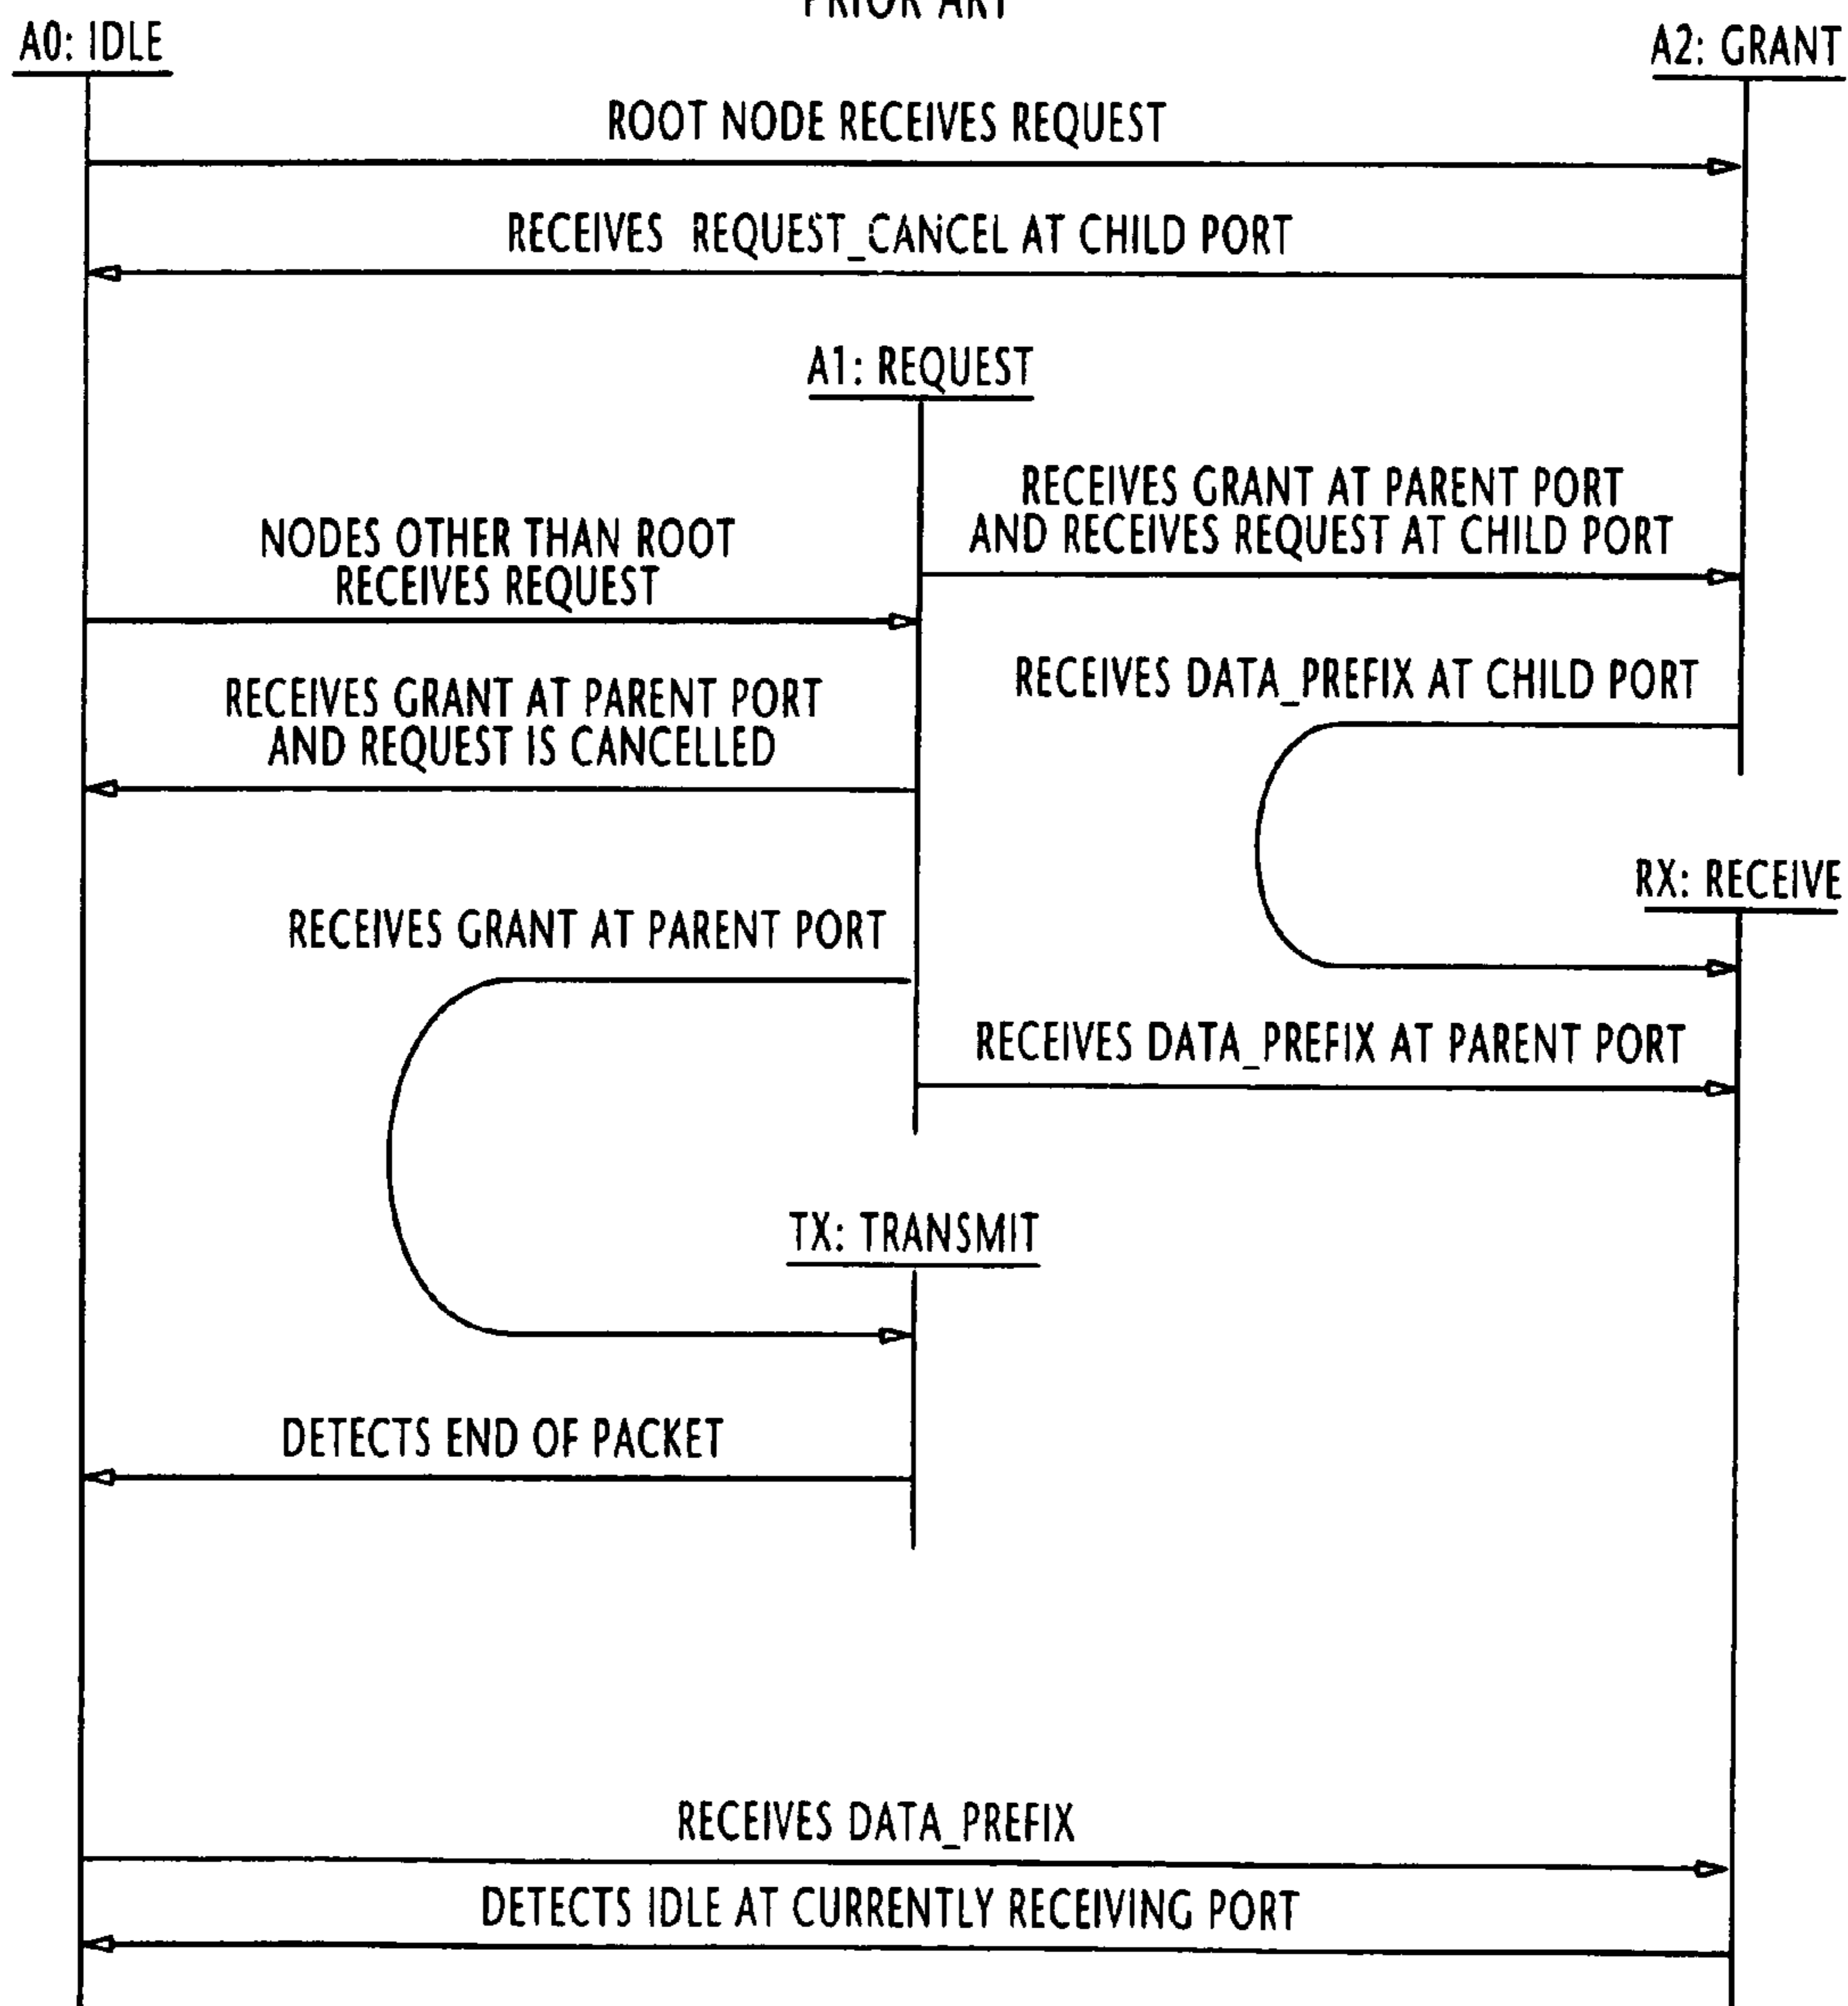 PRIOR ART
A0: IDLE
A2: GRANT
ROOT NODE RECEIVES REQUEST
RECEIVES REQUEST_CANCEL AT CHILD PORT
A1: REQUEST
RECEIVES GRANT AT PARENT PORT
AND RECEIVES REQUEST AT CHILD PORT
NODES OTHER THAN ROOT
RECEIVES REQUEST
RECEIVES DATA_PREFIX AT CHILD PORT
RECEIVES GRANT AT PARENT PORT
AND REQUEST IS CANCELLED
RX: RECEIVE
RECEIVES GRANT AT PARENT PORT
RECEIVES DATA_PREFIX AT PARENT PORT
TX: TRANSMIT
DETECTS END OF PACKET
RECEIVES DATA_PREFIX
DETECTS IDLE AT CURRENTLY RECEIVING PORT